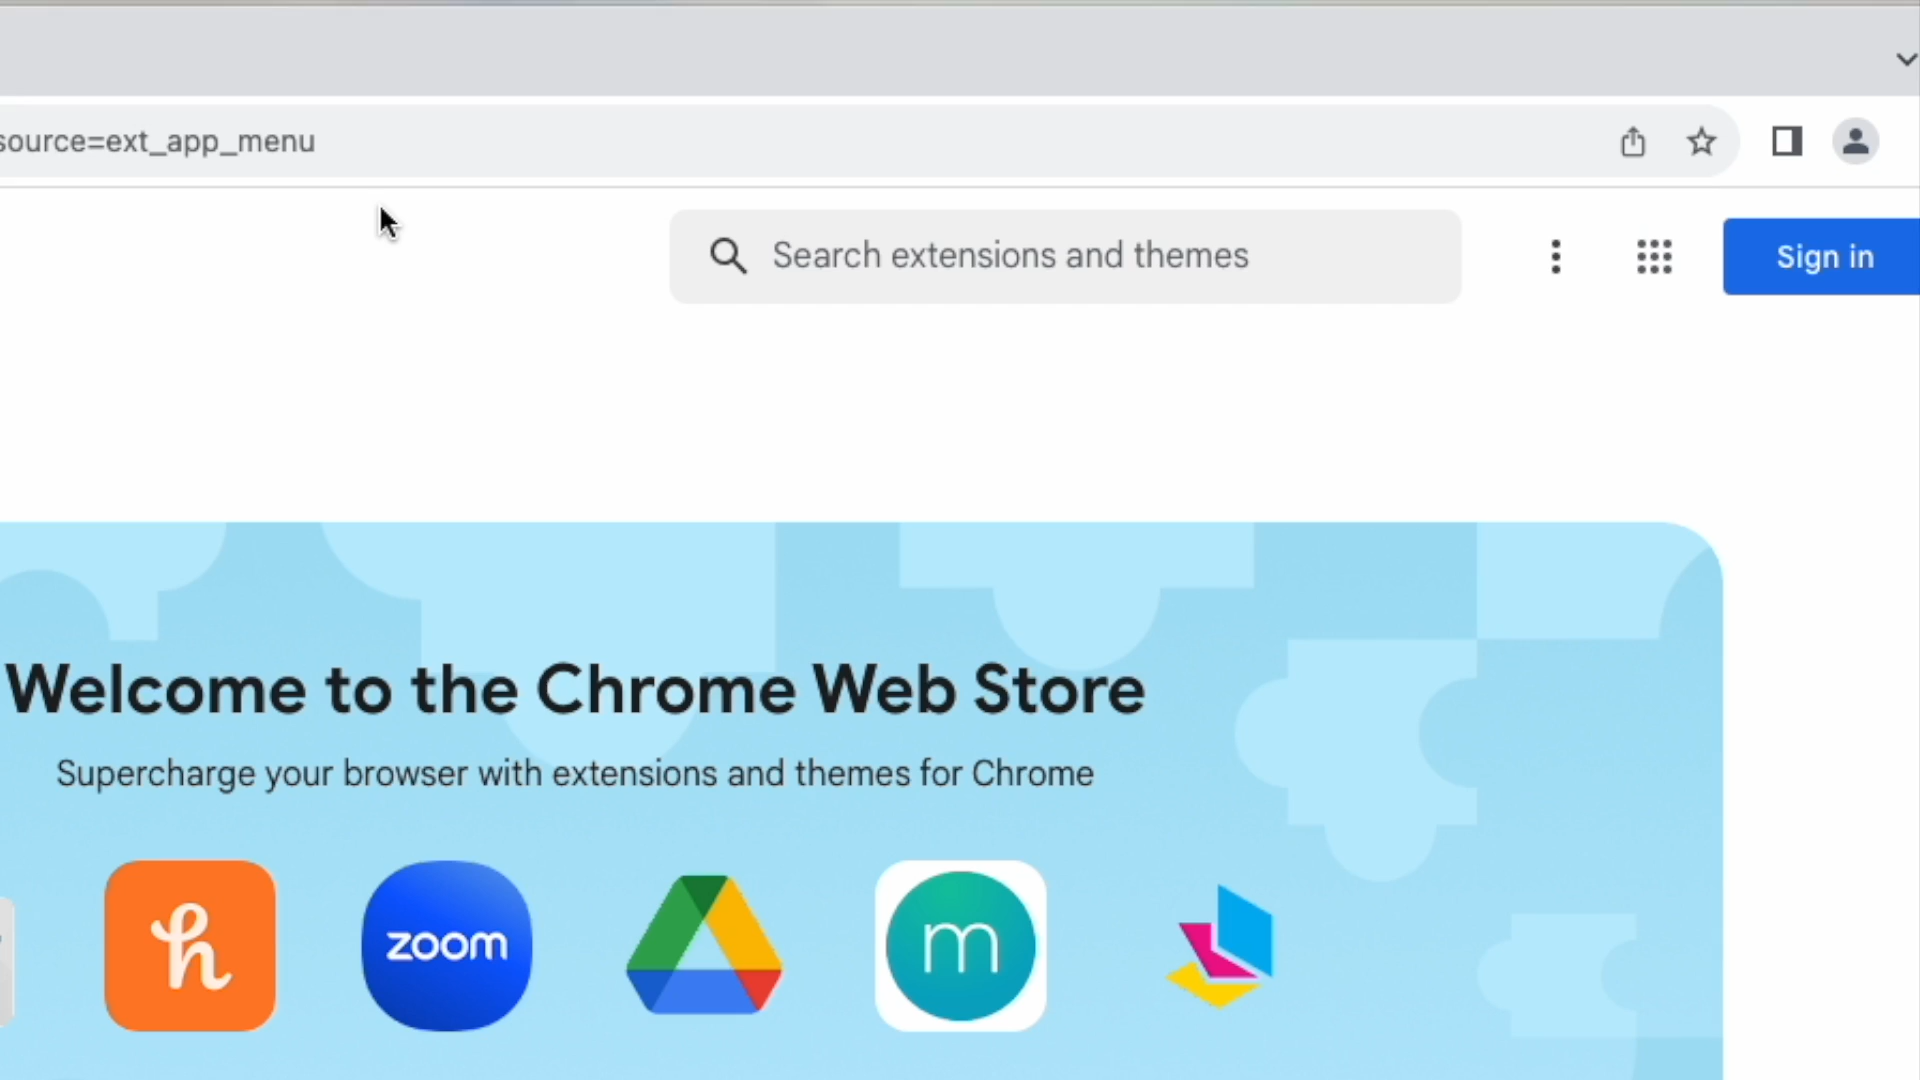 source=ext_app_menu
Search extensions and themes
Sign in
Welcome to the Chrome Web Store
Supercharge your browser with extensions and themes for Chrome
h
zoom
m